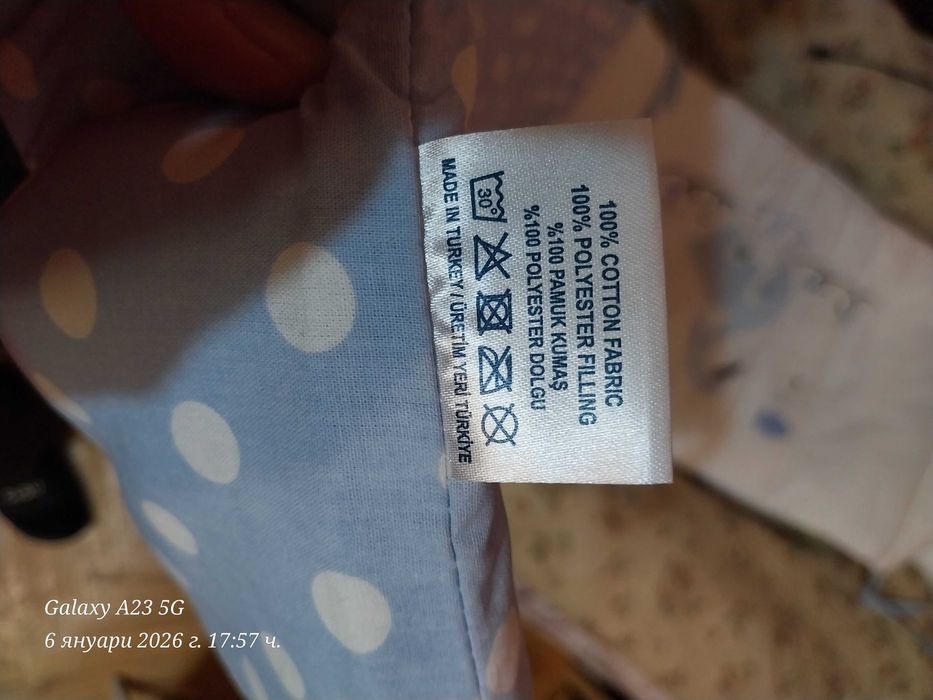 100% COTTON FABRIC
100% POLYESTER FILLING
%100 PAMUK KUMAŞ
%100 POLYESTER DOLGU
30°
MADE IN TURKEY / ÜRETİM YERİ TÜRKİYE
Galaxy A23 5G
6 януари 2026 г. 17:57 ч.